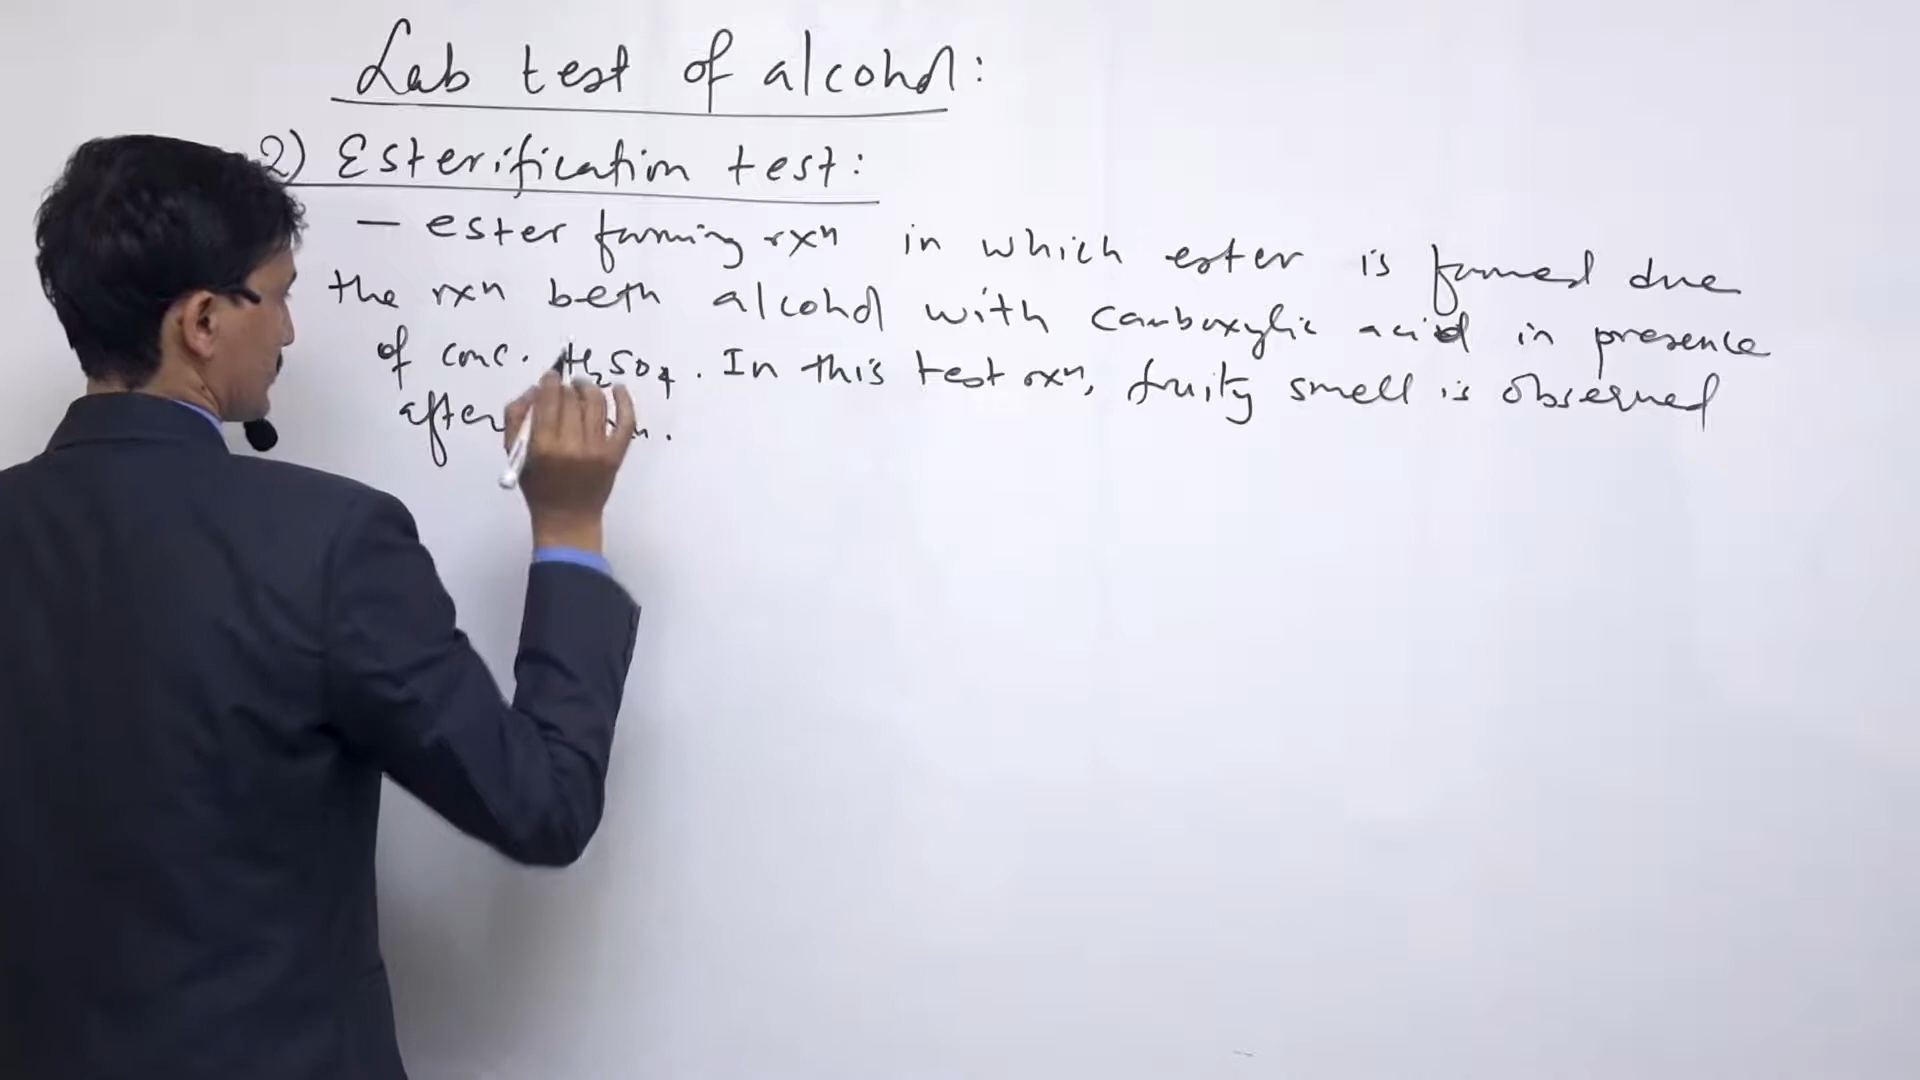 Lab test of alcohol:
2) Esterification test:
– ester forming rxn in which ester is formed due
the rxn betn alcohol with carboxylic acid in presence
of conc. H₂SO₄. In this test rxn, fruity smell is observed
after